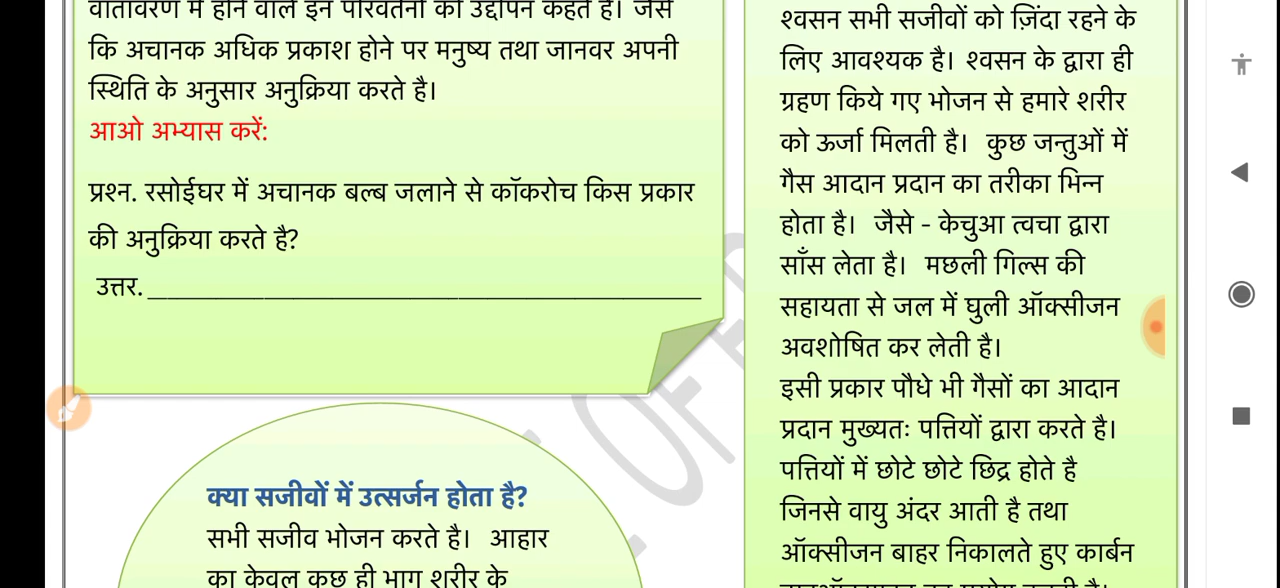 वातावरण में होने वाले इन परिवर्तनों को उद्दीपन कहते हैं। जैसे
कि अचानक अधिक प्रकाश होने पर मनुष्य तथा जानवर अपनी
स्थिति के अनुसार अनुक्रिया करते है।
आओ अभ्यास करें:
प्रश्न. रसोईघर में अचानक बल्ब जलाने से कॉकरोच किस प्रकार
की अनुक्रिया करते है?
उत्तर.
क्या सजीवों में उत्सर्जन होता है?
सभी सजीव भोजन करते है। आहार
का केवल कुछ ही भाग शरीर के
श्वसन सभी सजीवों को ज़िंदा रहने के
लिए आवश्यक है। श्वसन के द्वारा ही
ग्रहण किये गए भोजन से हमारे शरीर
को ऊर्जा मिलती है। कुछ जन्तुओं में
गैस आदान प्रदान का तरीका भिन्न
होता है। जैसे - केचुआ त्वचा द्वारा
साँस लेता है। मछली गिल्स की
सहायता से जल में घुली ऑक्सीजन
अवशोषित कर लेती है।
इसी प्रकार पौधे भी गैसों का आदान
प्रदान मुख्यतः पत्तियों द्वारा करते है।
पत्तियों में छोटे छोटे छिद्र होते है
जिनसे वायु अंदर आती है तथा
ऑक्सीजन बाहर निकालते हुए कार्बन
OF